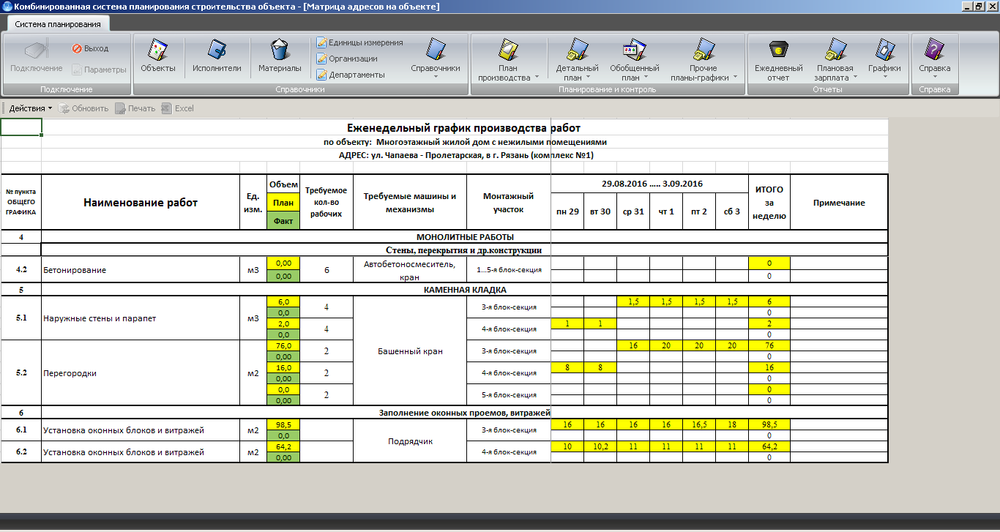 Комбинированная система планирования строительства объекта - [Матрица адресов на объекте]
Система планирования
Подключение
Выход
Параметры
Подключение
Объекты
Исполнители
Материалы
Единицы измерения
Организации
Департаменты
Справочники
Справочники
План производства
Детальный план
Обобщенный план
Прочие планы-графики
Планирование и контроль
Ежедневный отчет
Плановая зарплата
Графики
Отчеты
Справка
Справка
Действия Обновить Печать Excel
Еженедельный график производства работ
по объекту: Многоэтажный жилой дом с нежилыми помещениями
АДРЕС: ул. Чапаева - Пролетарская, в г. Рязань (комплекс №1)
№ пункта ОБЩЕГО ГРАФИКА
Наименование работ
Ед. изм.
Объем
План
Факт
Требуемое кол-во рабочих
Требуемые машины и механизмы
Монтажный участок
29.08.2016 ..... 3.09.2016
пн 29 вт 30 ср 31 чт 1 пт 2 сб 3
ИТОГО за неделю
Примечание
4 МОНОЛИТНЫЕ РАБОТЫ
Стены, перекрытия и др.конструкции
4.2 Бетонирование м3 0,00 6 Автобетоносмеситель, кран 1...5-я блок-секция 0
0,00 0
5 КАМЕННАЯ КЛАДКА
5.1 Наружные стены и парапет м3 6,0 4 Башенный кран 3-я блок-секция 1,5 1,5 1,5 1,5 6
0,0 0
2,0 4 4-я блок-секция 1 1 2
0,0 0
5.2 Перегородки м2 76,0 2 3-я блок-секция 16 20 20 20 76
0,00 0
16,0 2 4-я блок-секция 8 8 16
0,00 0
0,0 2 5-я блок-секция 0
0,00 0
6 Заполнение оконных проемов, витражей
6.1 Установка оконных блоков и витражей м2 98,5 Подрядчик 3-я блок-секция 16 16 16 16 16,5 18 98,5
0,0 0
6.2 Установка оконных блоков и витражей м2 64,2 4-я блок-секция 10 10,2 11 11 11 11 64,2
0,00 0